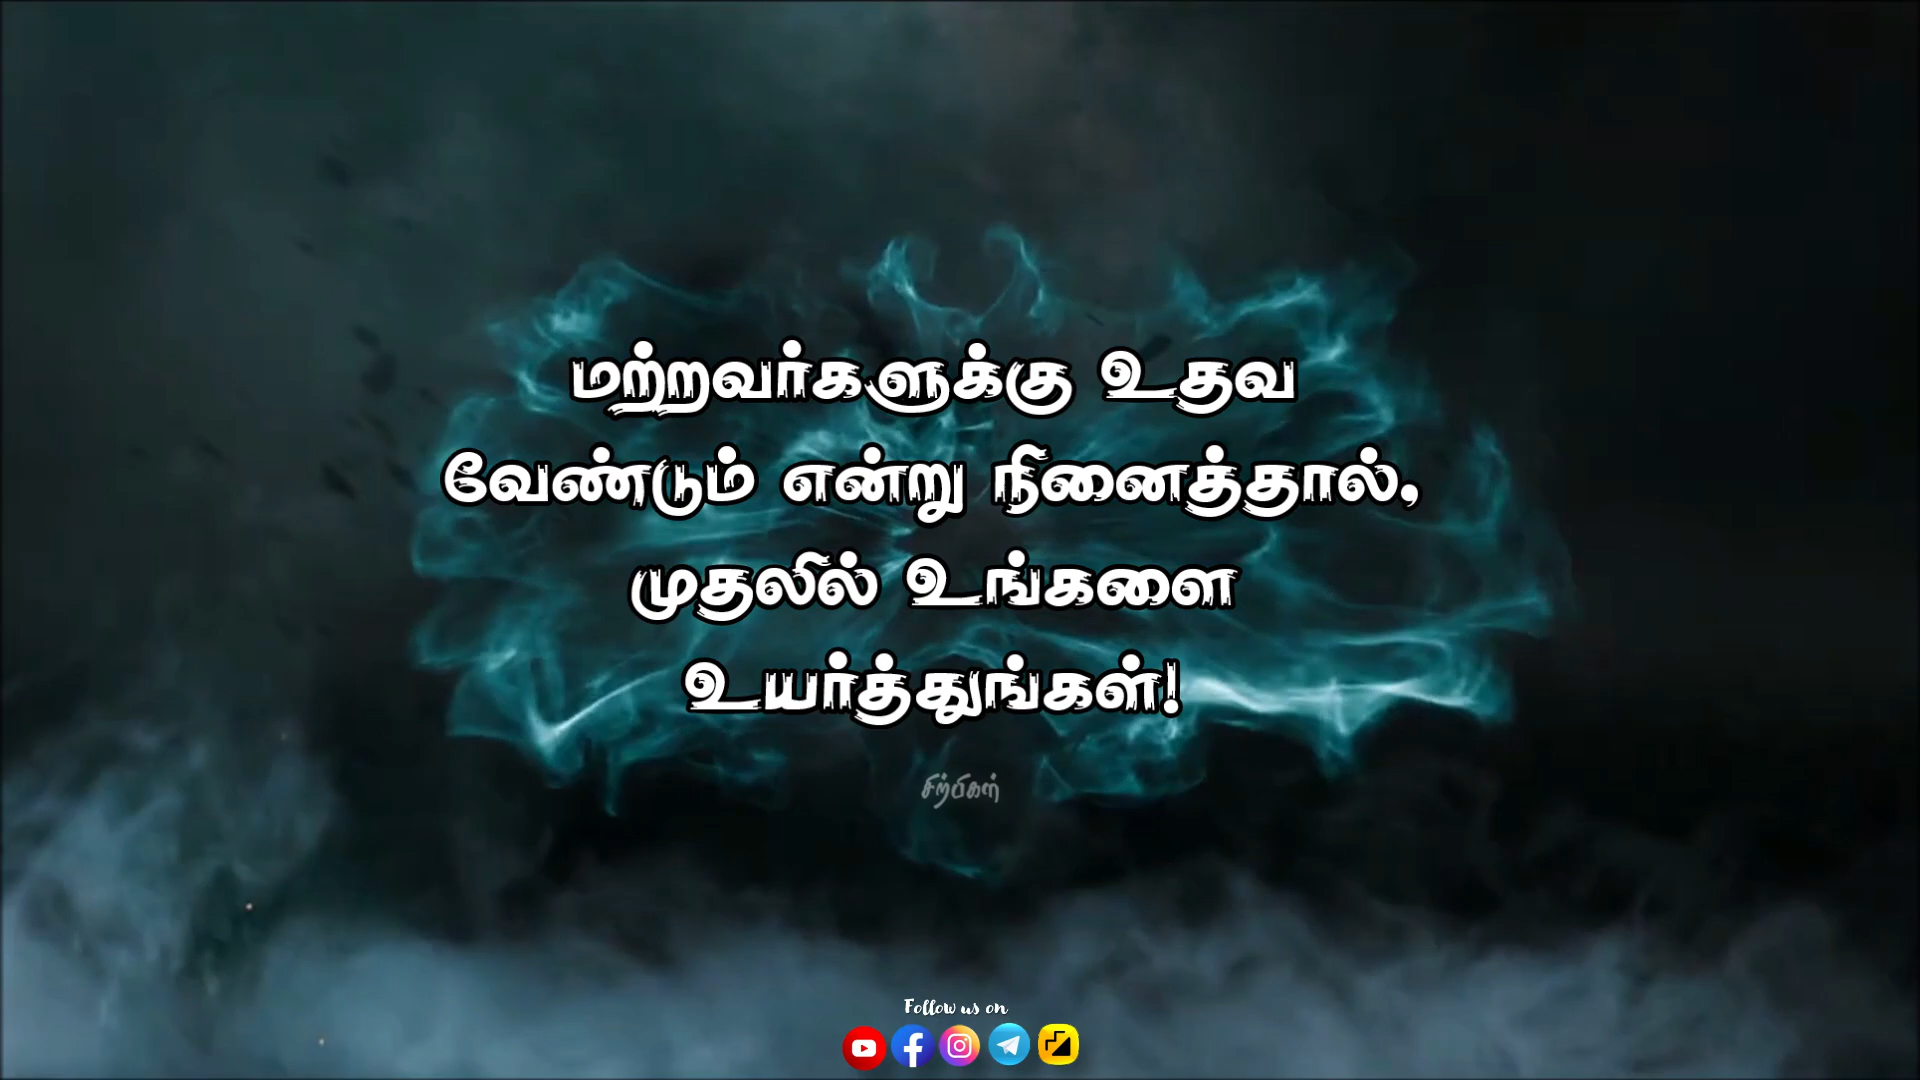 மற்றவர்களுக்கு உதவ
வேண்டும் என்று நினைத்தால்,
முதலில் உங்களை
உயர்த்துங்கள்!
சிற்பிகள்
Follow us on